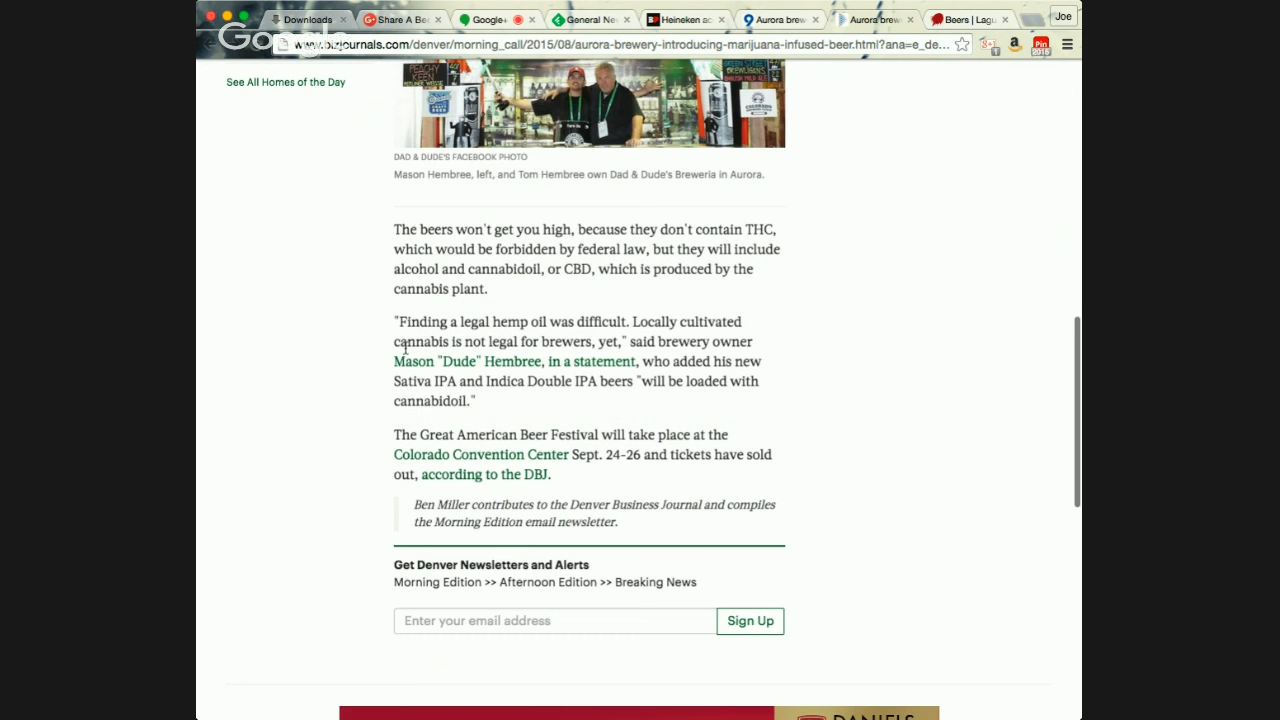 Downloads
Share A Be
Google+
General Ne
Heineken ac
Aurora brew
Aurora brew
Beers | Lagu
Joe
Google
www.bizjournals.com/denver/morning_call/2015/08/aurora-brewery-introducing-marijuana-infused-beer.html?ana=e_de...
See All Homes of the Day
PEACHY
KEEN
GREEN STREET
DAD & DUDE'S FACEBOOK PHOTO
Mason Hembree, left, and Tom Hembree own Dad & Dude's Breweria in Aurora.
The beers won't get you high, because they don't contain THC,
which would be forbidden by federal law, but they will include
alcohol and cannabidoil, or CBD, which is produced by the
cannabis plant.
"Finding a legal hemp oil was difficult. Locally cultivated
cannabis is not legal for brewers, yet," said brewery owner
Mason "Dude" Hembree, in a statement, who added his new
Sativa IPA and Indica Double IPA beers "will be loaded with
cannabidoil."
The Great American Beer Festival will take place at the
Colorado Convention Center Sept. 24-26 and tickets have sold
out, according to the DBJ.
Ben Miller contributes to the Denver Business Journal and compiles
the Morning Edition email newsletter.
Get Denver Newsletters and Alerts
Morning Edition >> Afternoon Edition >> Breaking News
Enter your email address
Sign Up
DANIELS